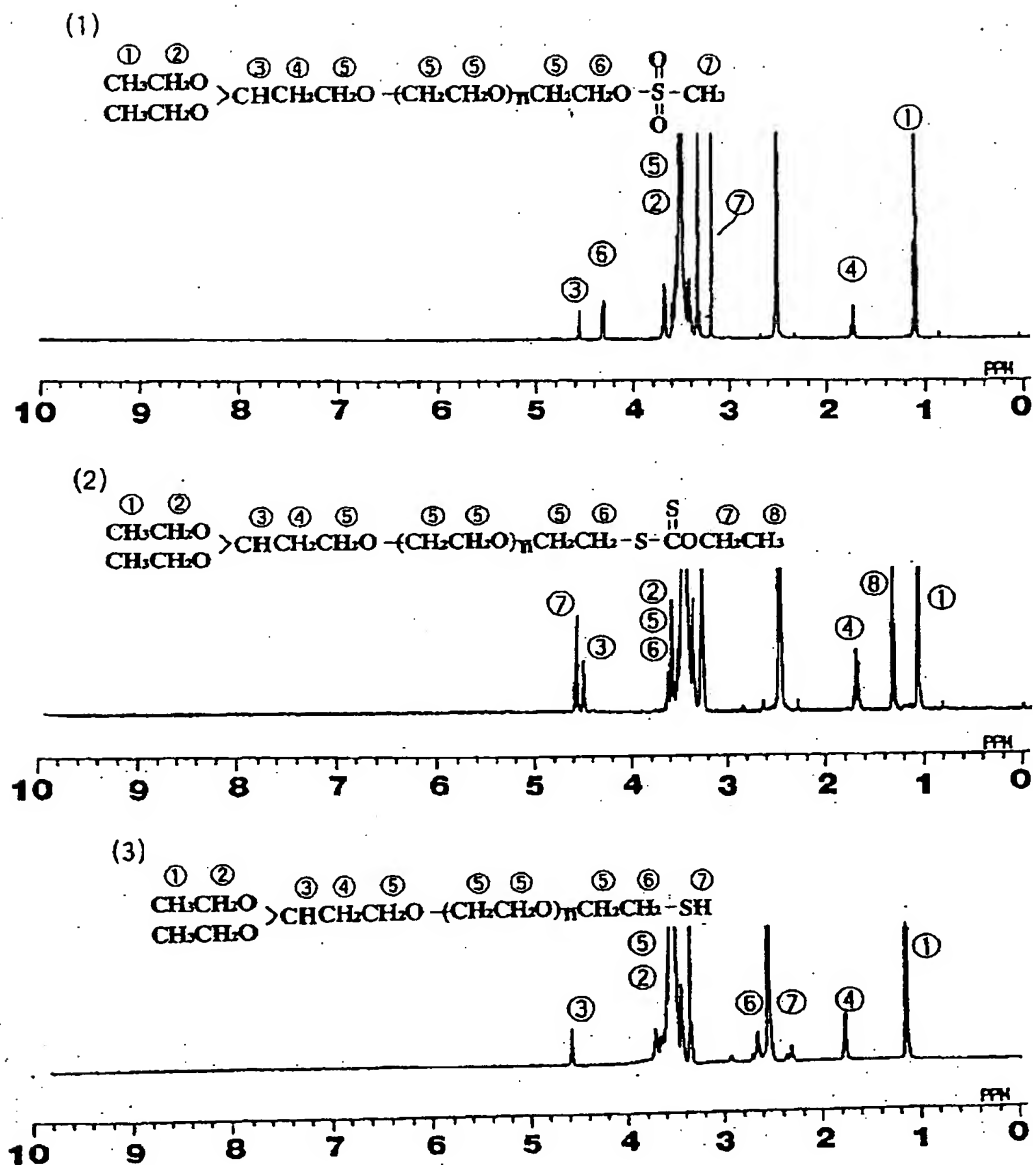 (1)
① ② ③ ④ ⑤ ⑤ ⑤ ⑤ ⑥ O ⑦
CH₃CH₂O
CH₃CH₂O >CHCH₂CH₂O-(CH₂CH₂O)nCH₂CH₂O-S-CH₃
O
① ⑤ ② ⑦ ⑥ ③ ④
PPM
10 9 8 7 6 5 4 3 2 1 0
(2)
① ② ③ ④ ⑤ ⑤ ⑤ ⑤ ⑥ S ⑦ ⑧
CH₃CH₂O
CH₃CH₂O >CHCH₂CH₂O-(CH₂CH₂O)nCH₂CH₂-S-COCH₂CH₃
⑦ ③ ② ⑤ ⑥ ④ ⑧ ①
PPM
10 9 8 7 6 5 4 3 2 1 0
(3)
① ② ③ ④ ⑤ ⑤ ⑤ ⑤ ⑥ ⑦
CH₃CH₂O
CH₃CH₂O >CHCH₂CH₂O-(CH₂CH₂O)nCH₂CH₂-SH
③ ⑤ ② ⑥ ⑦ ④ ①
PPM
10 9 8 7 6 5 4 3 2 1 0